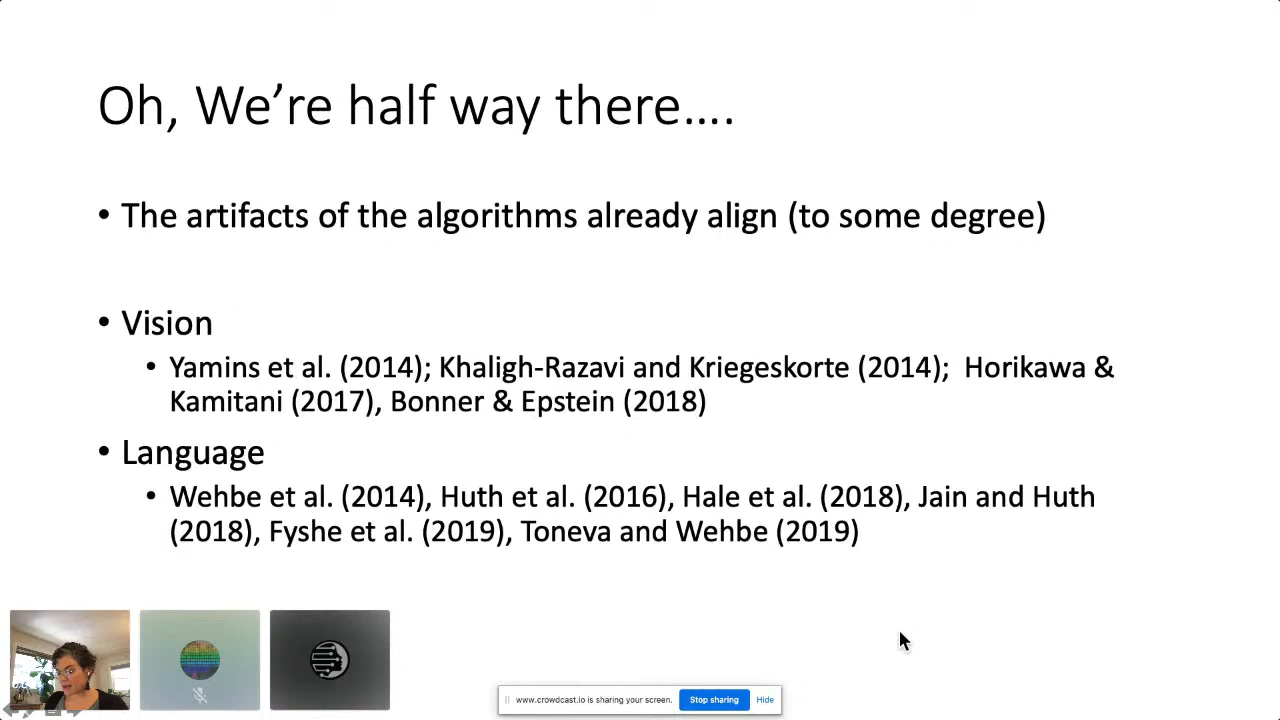 Oh, We’re half way there….
• The artifacts of the algorithms already align (to some degree)
• Vision
• Yamins et al. (2014); Khaligh-Razavi and Kriegeskorte (2014);  Horikawa &
Kamitani (2017), Bonner & Epstein (2018)
• Language
• Wehbe et al. (2014), Huth et al. (2016), Hale et al. (2018), Jain and Huth
(2018), Fyshe et al. (2019), Toneva and Wehbe (2019)
www.crowdcast.io is sharing your screen. Stop sharing Hide